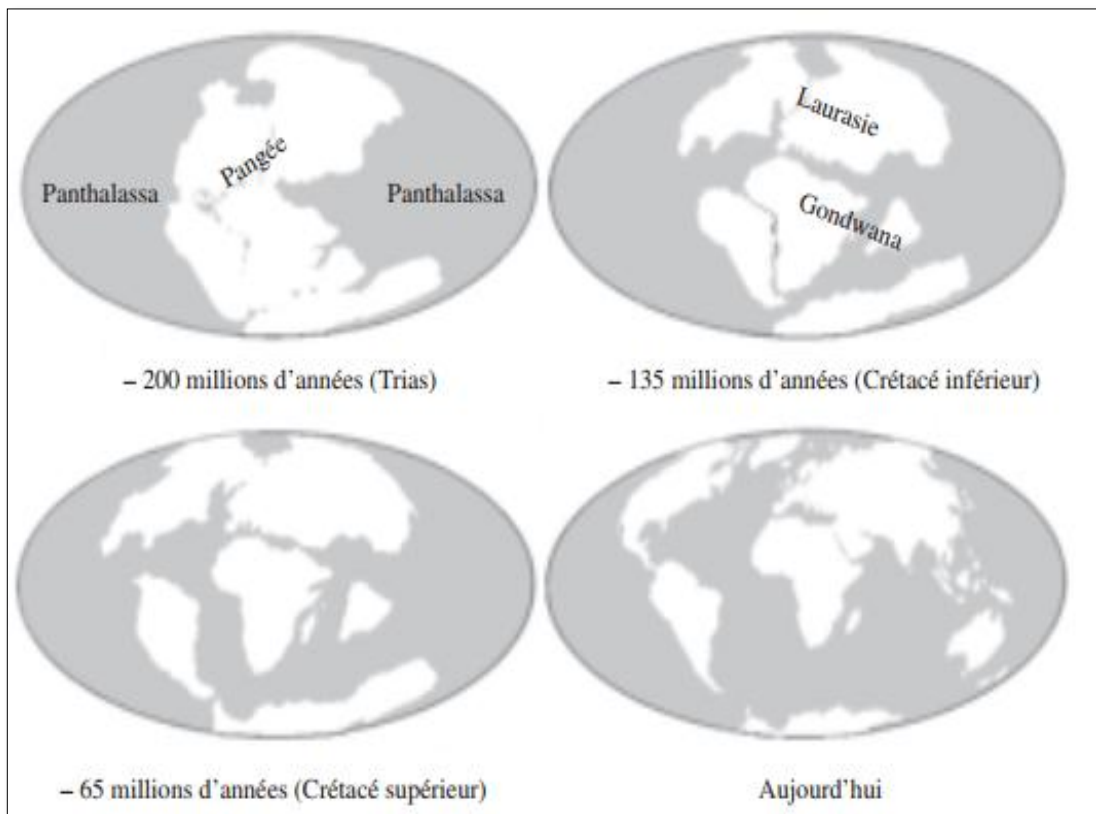 Panthalassa
Pangée
Panthalassa
Laurasie
Gondwana
– 200 millions d'années (Trias)
– 135 millions d'années (Crétacé inférieur)
– 65 millions d'années (Crétacé supérieur)
Aujourd'hui